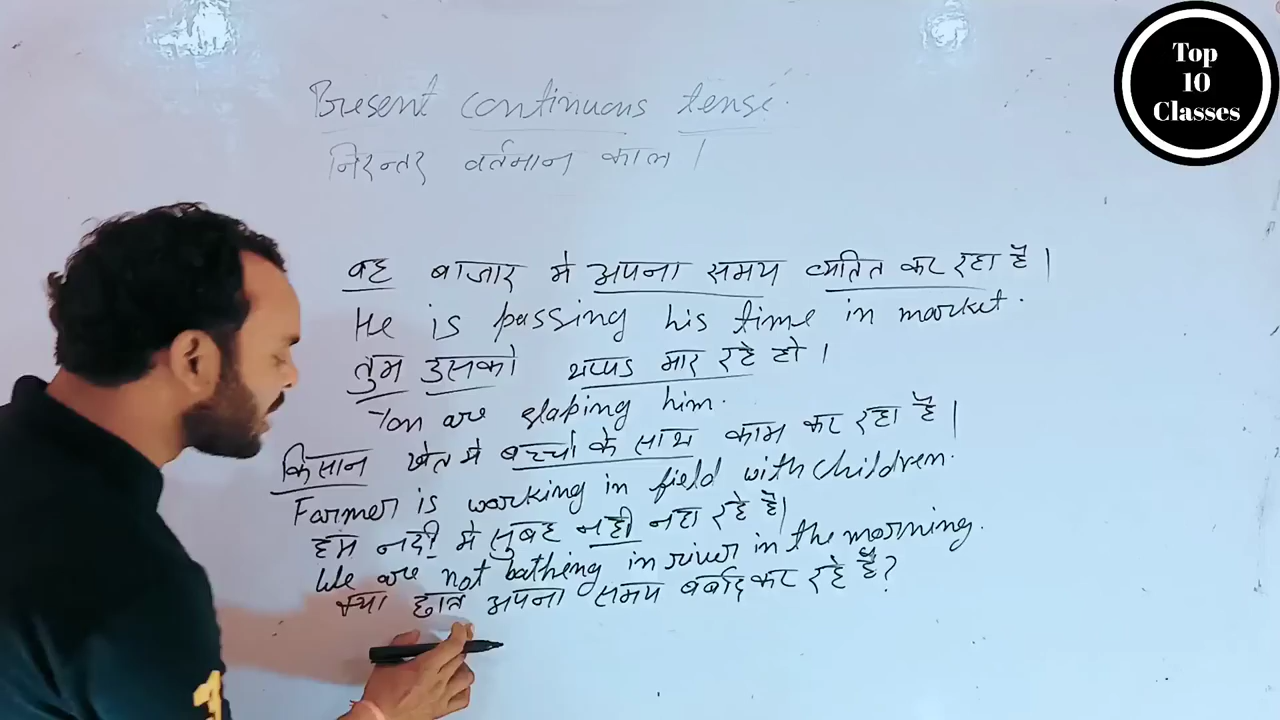 Present continuous tense.
निरन्तर वर्तमान काल।
वह बाजार मे अपना समय व्यतित कर रहा है।
He is passing his time in market.
तुम उसको थप्पड मार रहे हो।
You are slaping him.
किसान खेत मे बच्चो के साथ काम कर रहा है।
Farmer is working in field with children.
हम नदी मे सुबह नही नहा रहे है।
We are not bathing in river in the morning.
क्या छात्र अपना समय बर्बाद कर रहे है?
Top
10
Classes